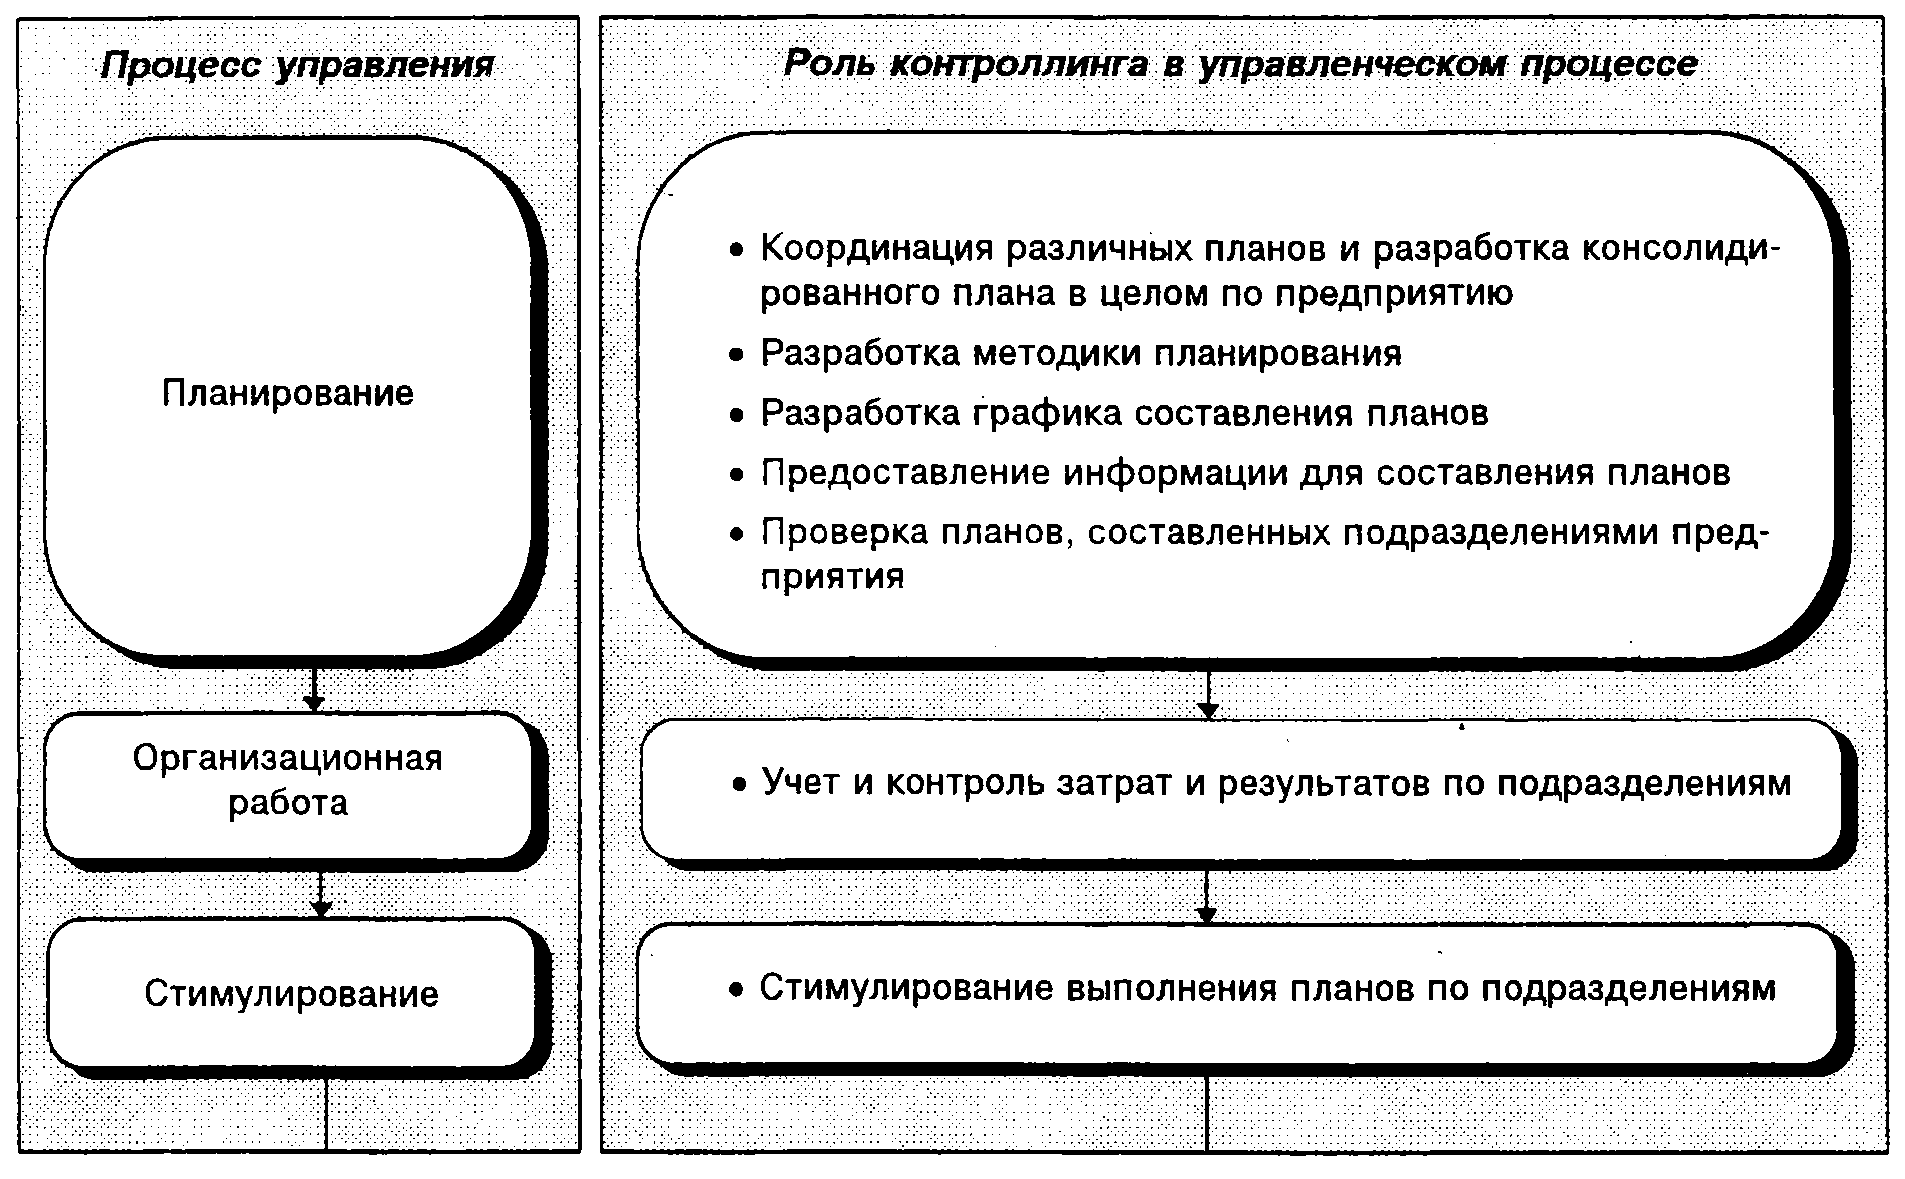 Процесс управления
Планирование
Организационная
работа
Стимулирование
Роль контроллинга в управленческом процессе
• Координация различных планов и разработка консолиди-
рованного плана в целом по предприятию
• Разработка методики планирования
• Разработка графика составления планов
• Предоставление информации для составления планов
• Проверка планов, составленных подразделениями пред-
приятия
• Учет и контроль затрат и результатов по подразделениям
• Стимулирование выполнения планов по подразделениям